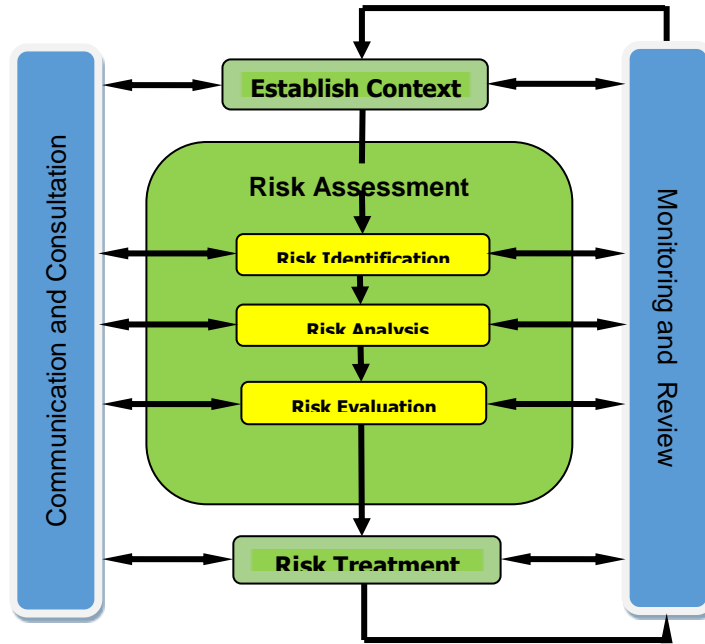 Establish Context
Communication and Consultation
Risk Assessment
Risk Identification
Risk Analysis
Risk Evaluation
Monitoring and Review
Risk Treatment